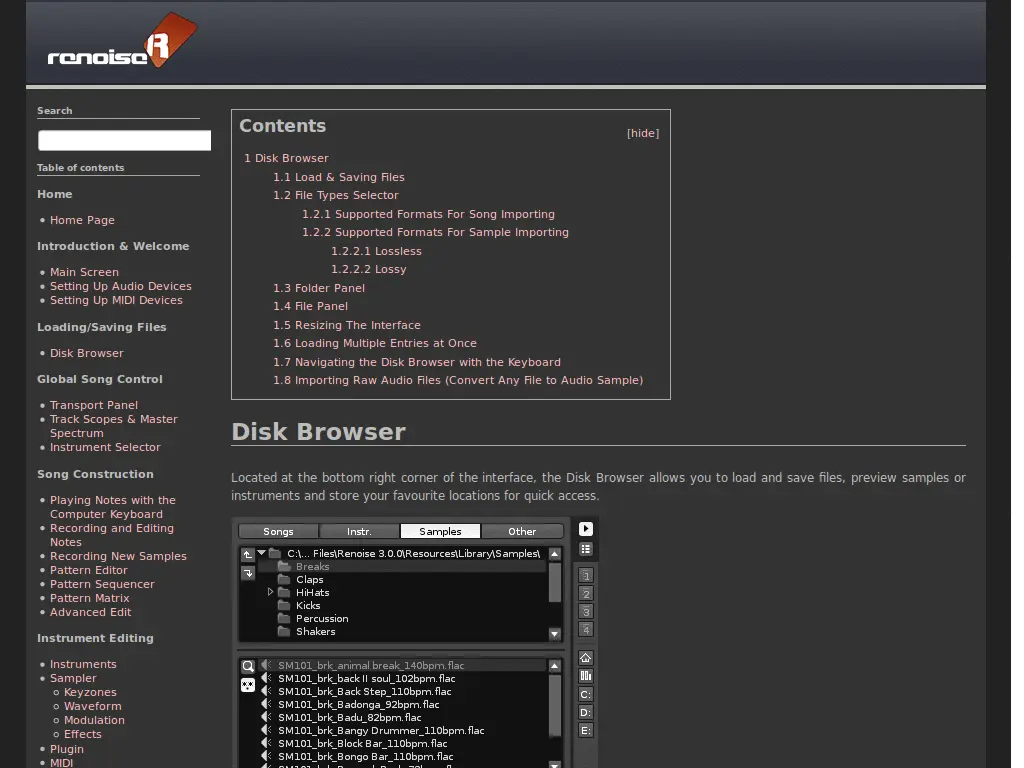 renoise
Search
Table of contents
Home
Home Page
Introduction & Welcome
Main Screen
Setting Up Audio Devices
Setting Up MIDI Devices
Loading/Saving Files
Disk Browser
Global Song Control
Transport Panel
Track Scopes & Master
Spectrum
Instrument Selector
Song Construction
Playing Notes with the
Computer Keyboard
Recording and Editing
Notes
Recording New Samples
Pattern Editor
Pattern Sequencer
Pattern Matrix
Advanced Edit
Instrument Editing
Instruments
Sampler
Keyzones
Waveform
Modulation
Effects
Plugin
MIDI
Contents
[hide]
1 Disk Browser
1.1 Load & Saving Files
1.2 File Types Selector
1.2.1 Supported Formats For Song Importing
1.2.2 Supported Formats For Sample Importing
1.2.2.1 Lossless
1.2.2.2 Lossy
1.3 Folder Panel
1.4 File Panel
1.5 Resizing The Interface
1.6 Loading Multiple Entries at Once
1.7 Navigating the Disk Browser with the Keyboard
1.8 Importing Raw Audio Files (Convert Any File to Audio Sample)
Disk Browser
Located at the bottom right corner of the interface, the Disk Browser allows you to load and save files, preview samples or
instruments and store your favourite locations for quick access.
Songs Instr. Samples Other
C:\... Files\Renoise 3.0.0\Resources\Library\Samples\
Breaks
Claps
HiHats
Kicks
Percussion
Shakers
1
2
3
4
C:
D:
E:
SM101_brk_animal break_140bpm.flac
SM101_brk_back II soul_102bpm.flac
SM101_brk_Back Step_110bpm.flac
SM101_brk_Badonga_92bpm.flac
SM101_brk_Badu_82bpm.flac
SM101_brk_Bangy Drummer_110bpm.flac
SM101_brk_Block Bar_110bpm.flac
SM101_brk_Bongo Bar_110bpm.flac